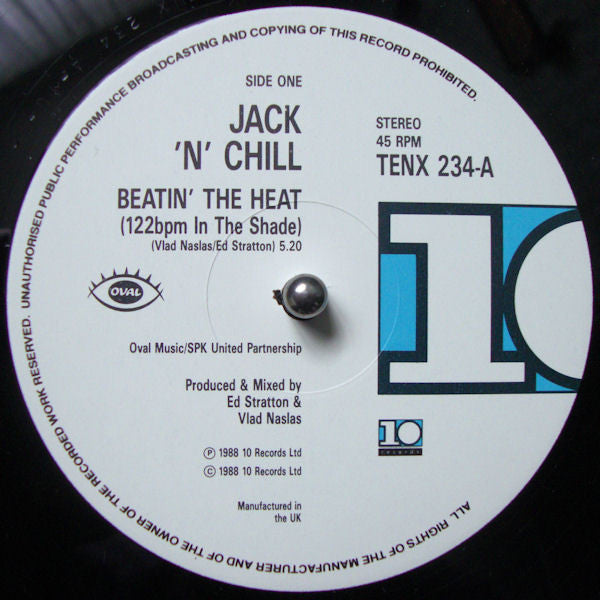 ALL RIGHTS OF THE MANUFACTURER AND OF THE OWNER OF THE RECORDED WORK RESERVED. UNAUTHORISED PUBLIC PERFORMANCE BROADCASTING AND COPYING OF THIS RECORD PROHIBITED.
SIDE ONE
JACK
'N' CHILL
BEATIN' THE HEAT
(122bpm In The Shade)
(Vlad Naslas/Ed Stratton) 5.20
STEREO
45 RPM
TENX 234-A
10
OVAL
Oval Music/SPK United Partnership
Produced & Mixed by
Ed Stratton &
Vlad Naslas
10
records
Ⓟ 1988 10 Records Ltd
© 1988 10 Records Ltd
Manufactured in
the UK